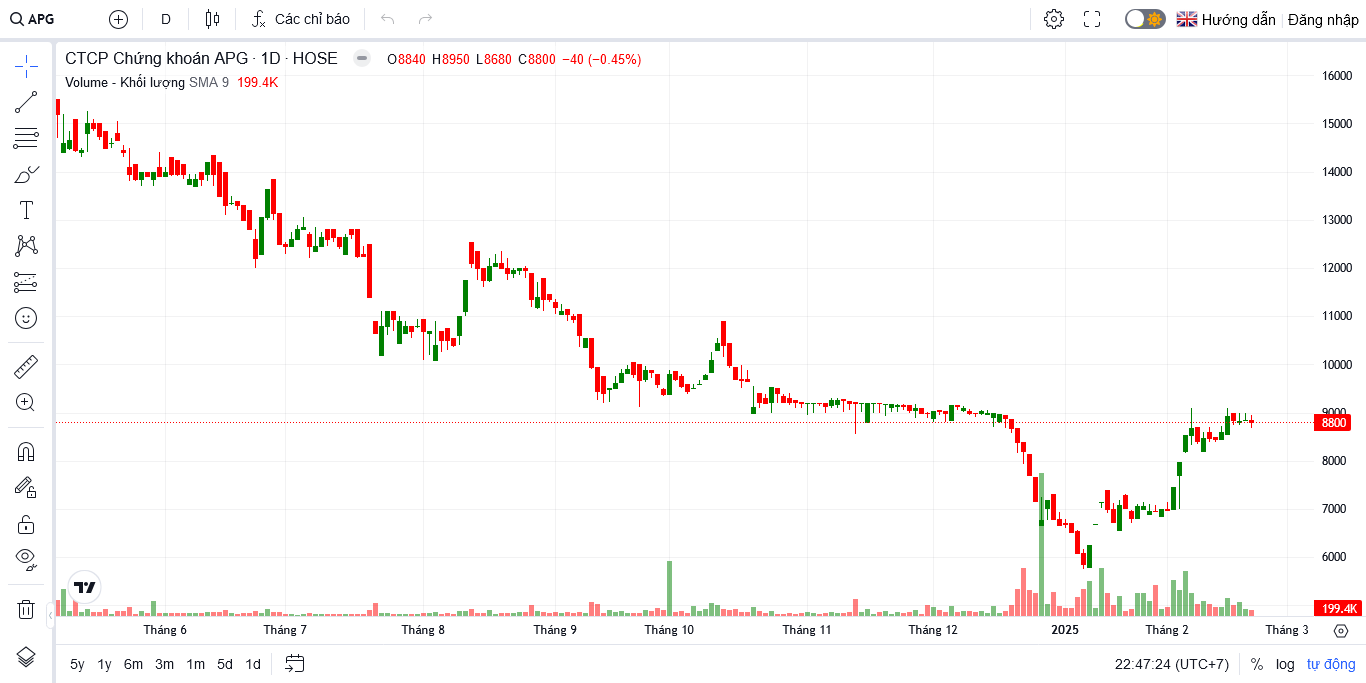 APG D Các chỉ báo Hướng dẫn Đăng nhập
CTCP Chứng khoán APG · 1D · HOSE O8840 H8950 L8680 C8800 −40 (−0.45%)
Volume - Khối lượng SMA 9 199.4K
16000
15000
14000
13000
12000
11000
10000
9000
8800
8000
7000
6000
199.4K
Tháng 6 Tháng 7 Tháng 8 Tháng 9 Tháng 10 Tháng 11 Tháng 12 2025 Tháng 2 Tháng 3
5y 1y 6m 3m 1m 5d 1d 22:47:24 (UTC+7) % log tự động